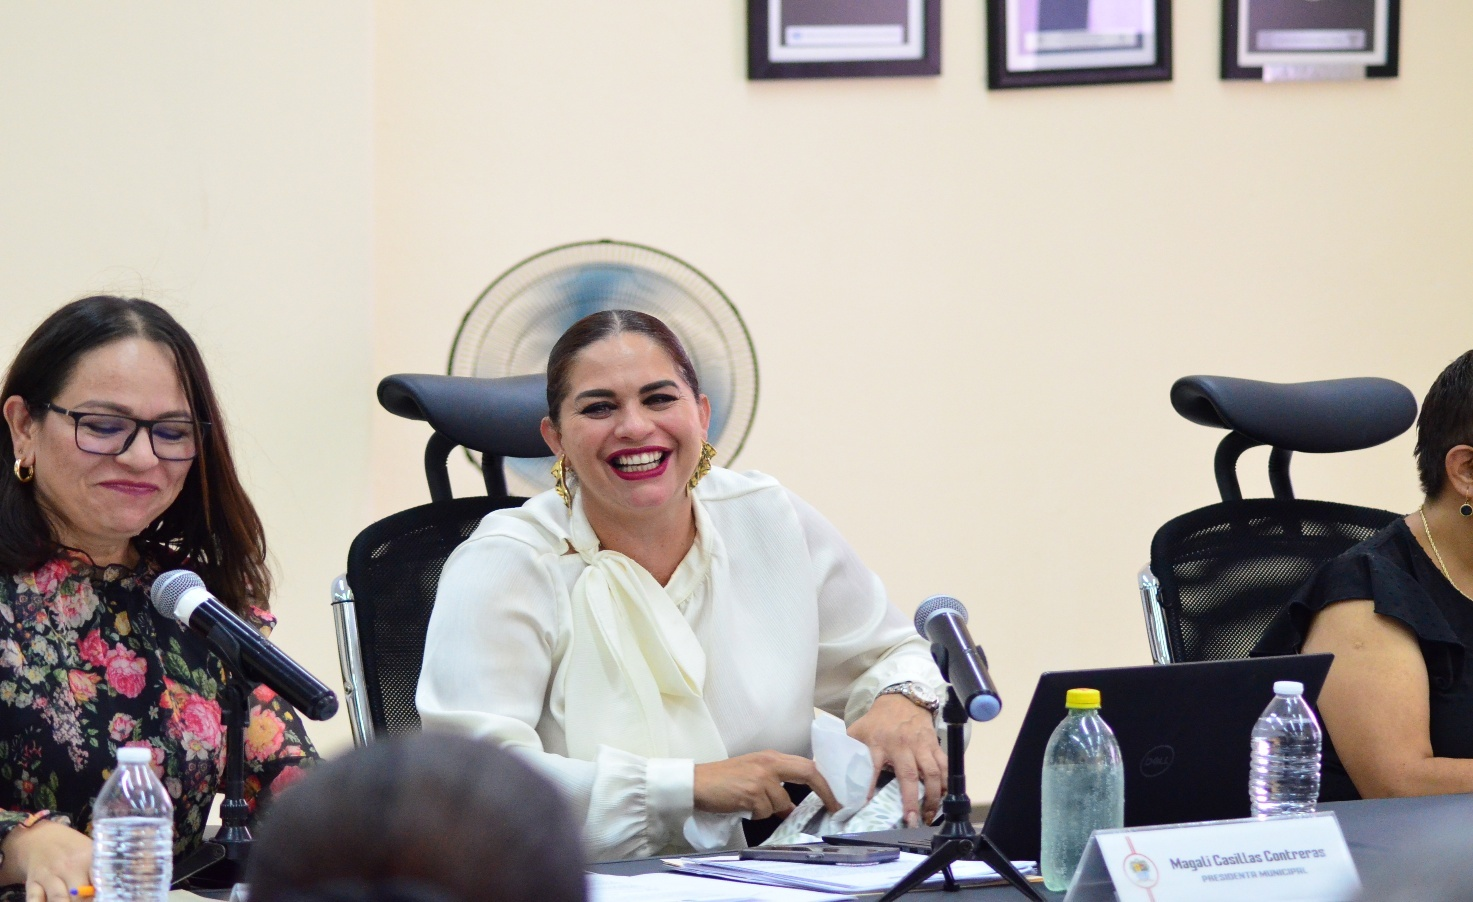 DELL
Magali Casillas Contreras
PRESIDENTA MUNICIPAL